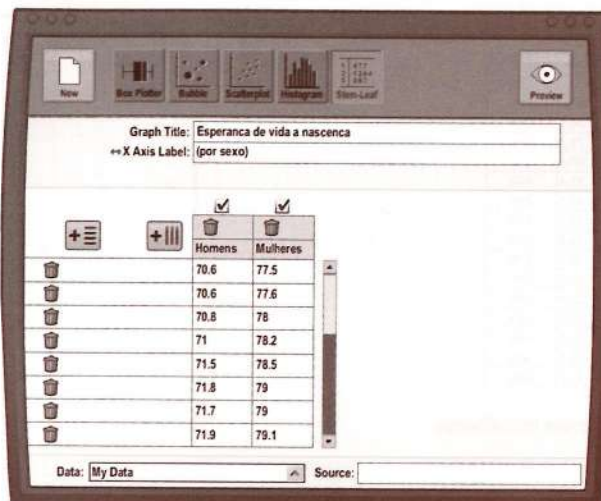 New Box Plotter Bubble Scatterplot Histogram Stem-Leaf Preview
Graph Title: Esperanca de vida a nascenca
X Axis Label: (por sexo)
Homens Mulheres
70.6 77.5
70.6 77.6
70.8 78
71 78.2
71.5 78.5
71.8 79
71.7 79
71.9 79.1
Data: My Data Source: